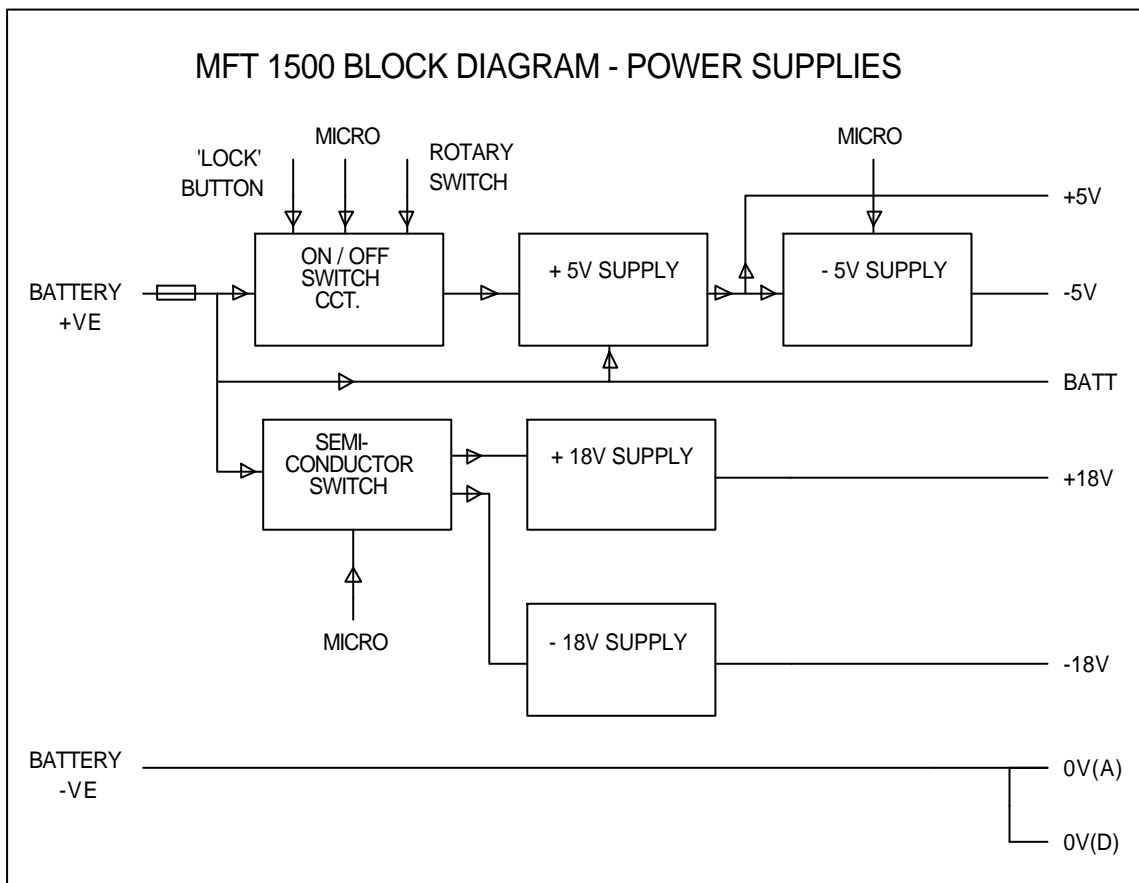 MFT 1500 BLOCK DIAGRAM - POWER SUPPLIES
'LOCK'
BUTTON
MICRO
ROTARY
SWITCH
MICRO
+5V
BATTERY
+VE
ON / OFF
SWITCH
CCT.
+ 5V SUPPLY
- 5V SUPPLY
-5V
BATT
SEMI-
CONDUCTOR
SWITCH
+ 18V SUPPLY
+18V
MICRO
- 18V SUPPLY
-18V
BATTERY
-VE
0V(A)
0V(D)